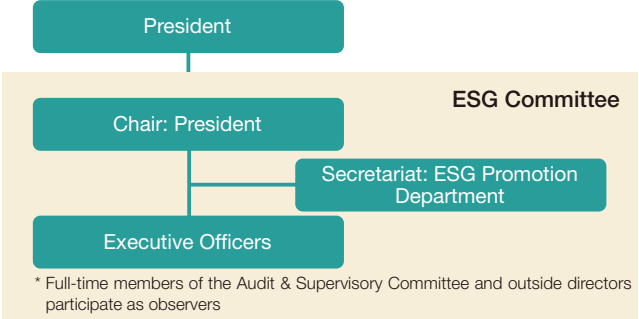 President
ESG Committee
Chair: President
Secretariat: ESG Promotion
Department
Executive Officers
* Full-time members of the Audit & Supervisory Committee and outside directors
participate as observers